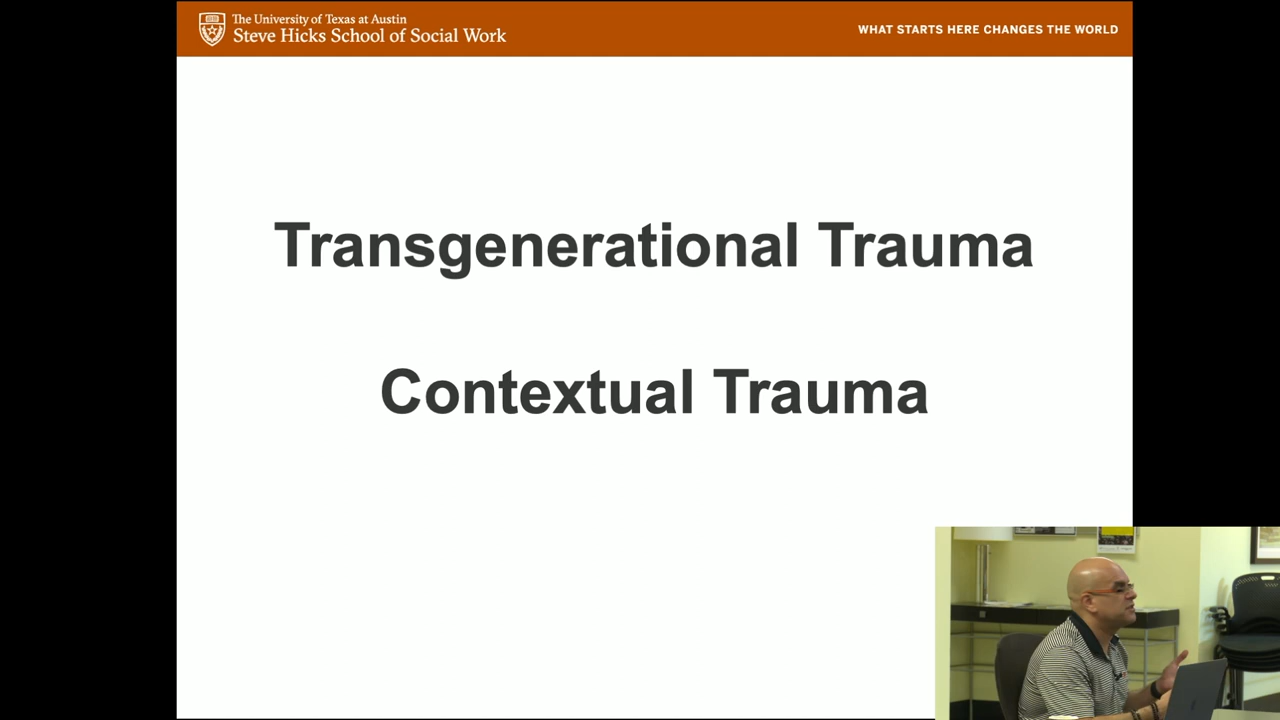 The University of Texas at Austin
Steve Hicks School of Social Work
WHAT STARTS HERE CHANGES THE WORLD
Transgenerational Trauma
Contextual Trauma